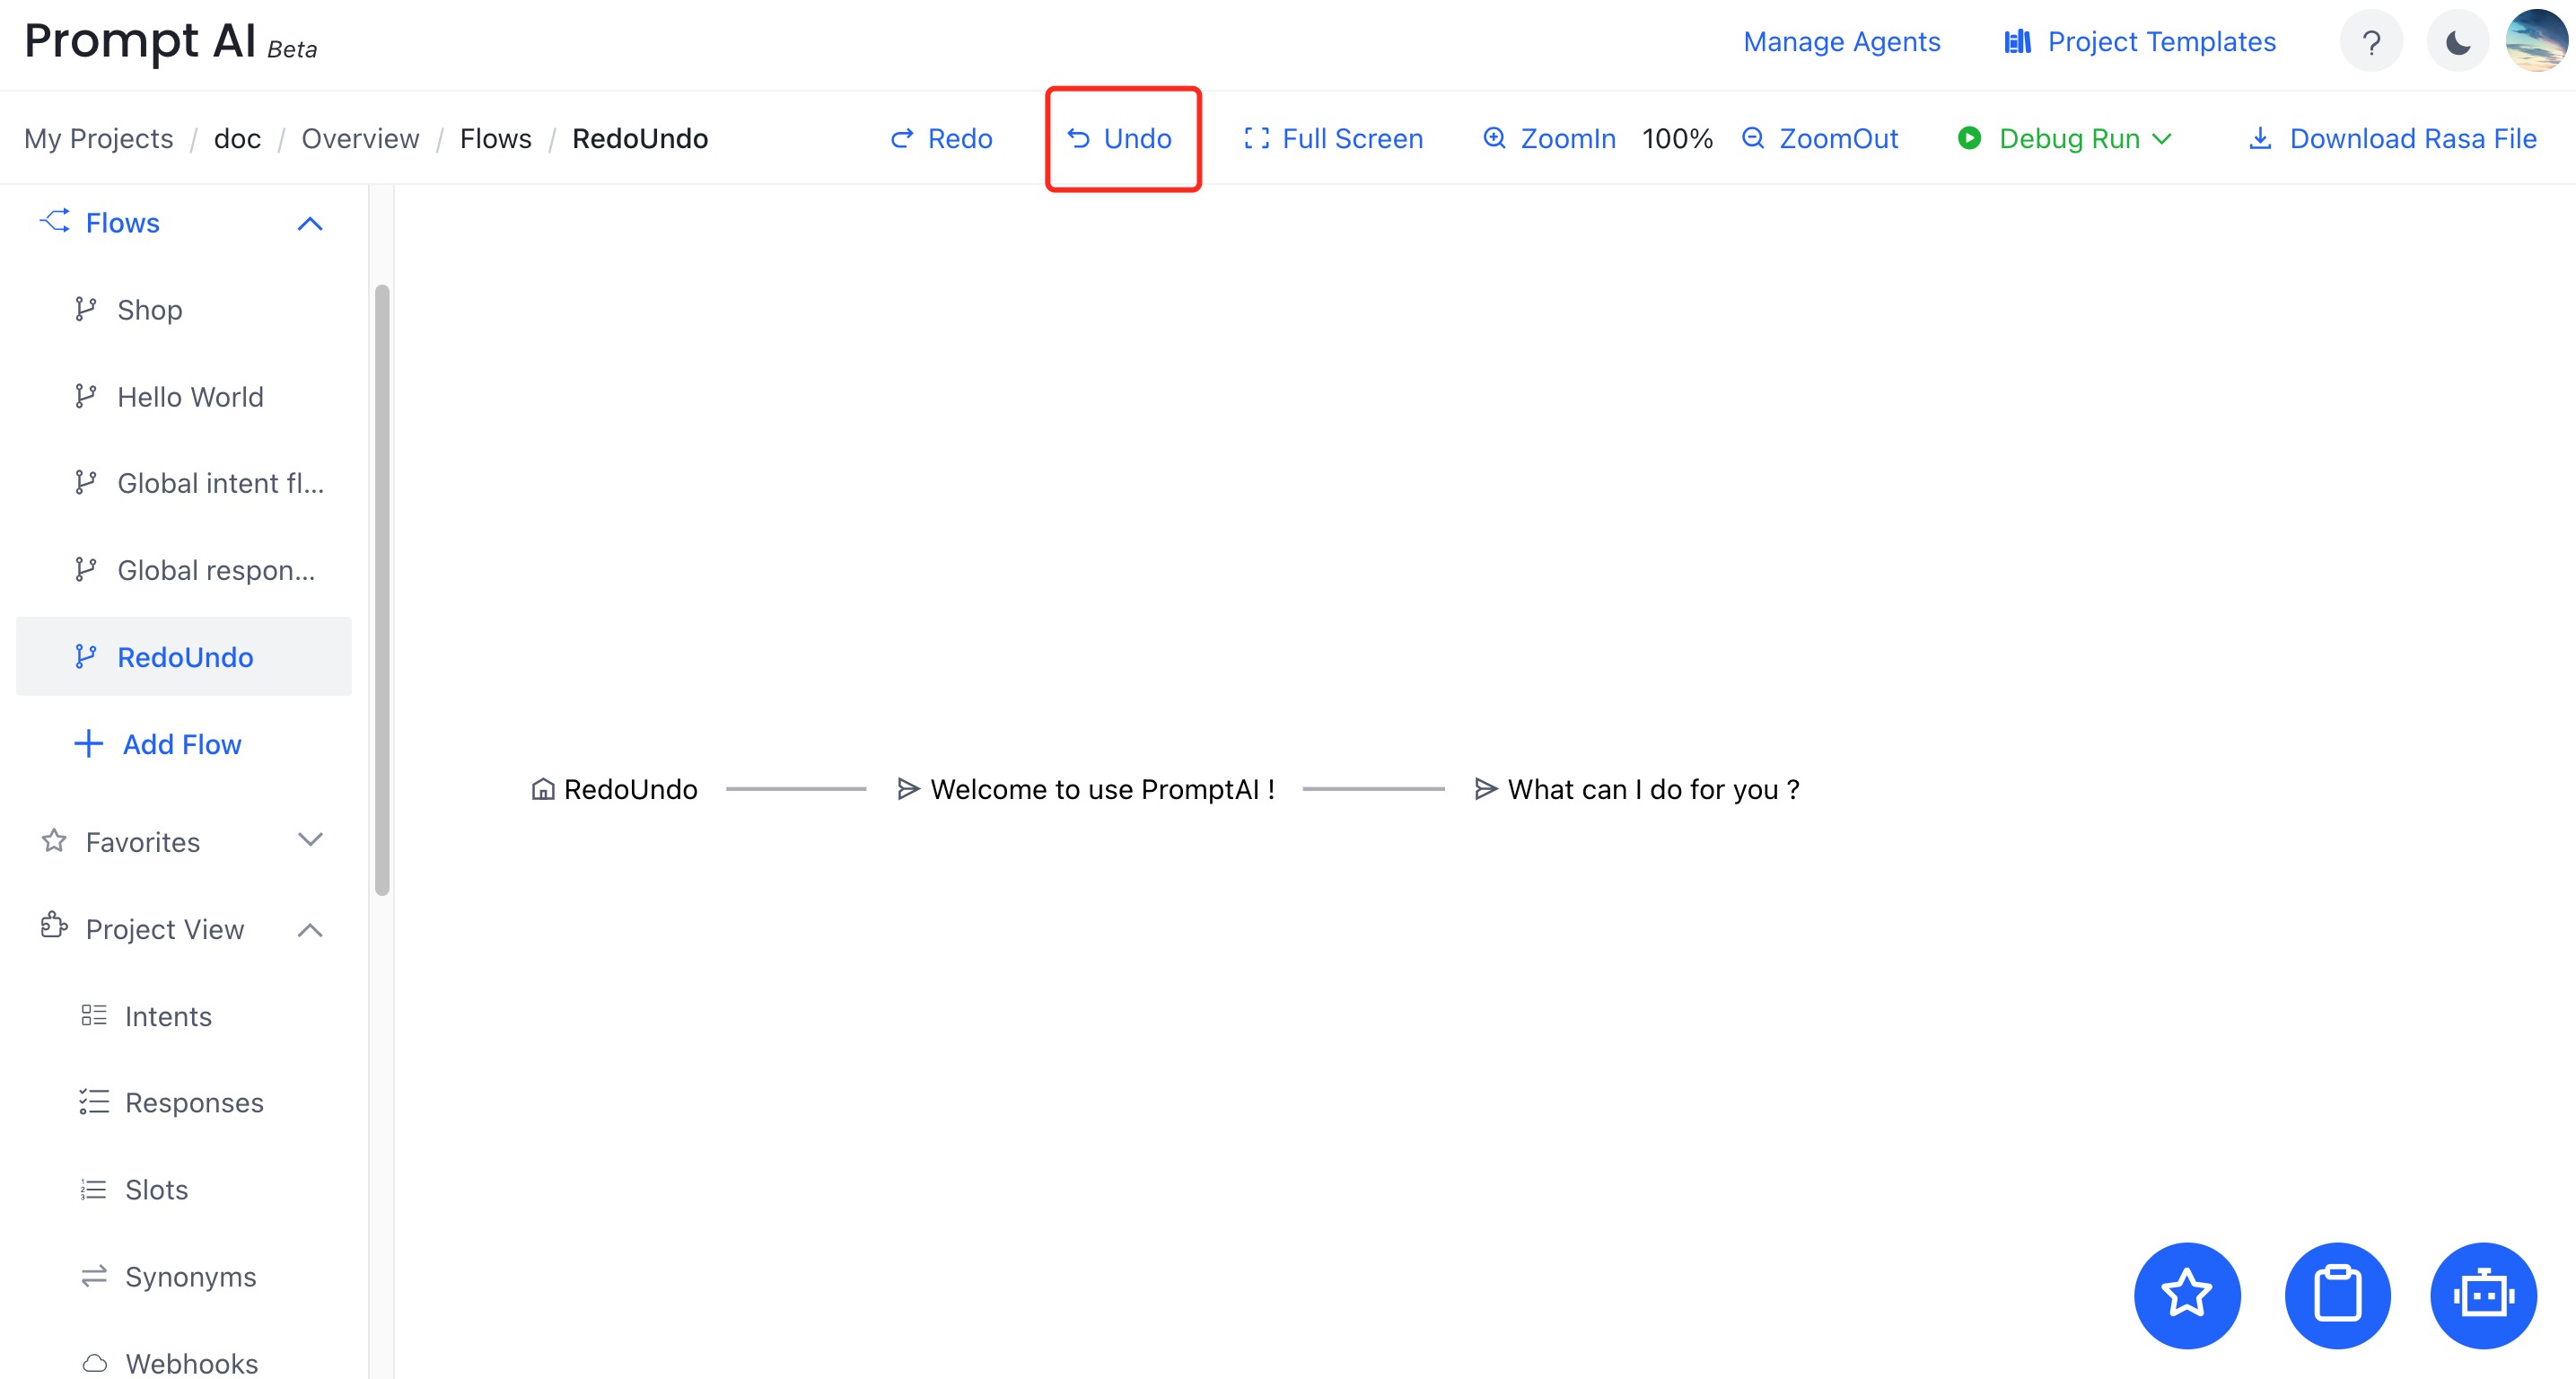 Prompt AI Beta
Manage Agents
Project Templates
?
My Projects / doc / Overview / Flows / RedoUndo
Redo
Undo
Full Screen
ZoomIn 100% ZoomOut
Debug Run
Download Rasa File
Flows
Shop
Hello World
Global intent fl...
Global respon...
RedoUndo
Add Flow
Favorites
Project View
Intents
Responses
Slots
Synonyms
Webhooks
RedoUndo
Welcome to use PromptAI !
What can I do for you ?